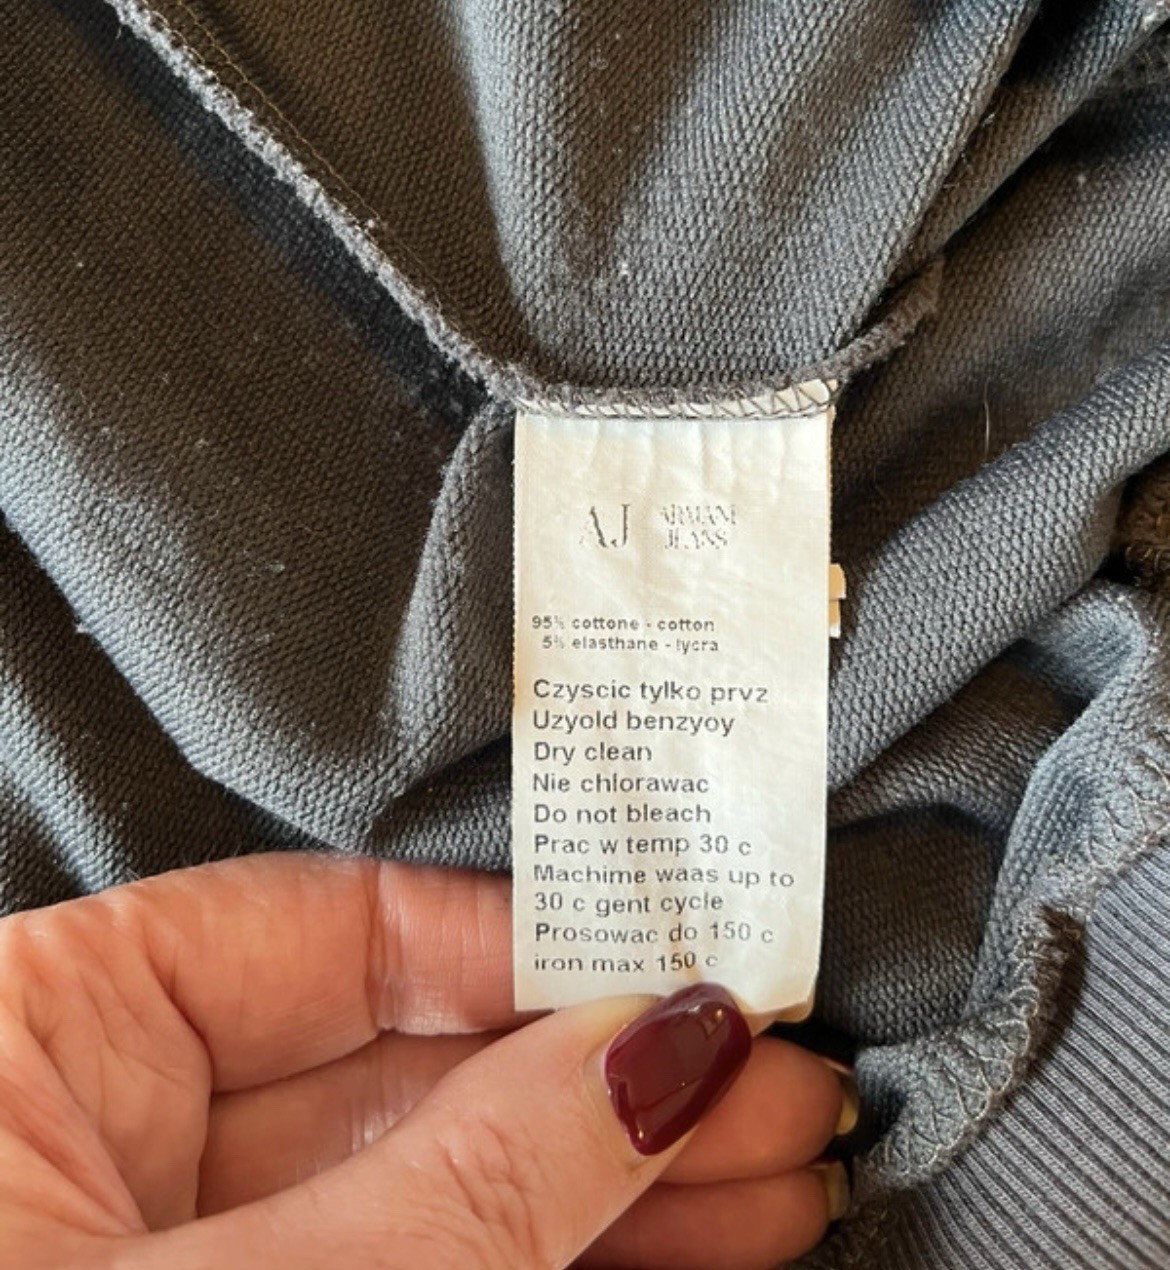 AJ ARMANI
JEANS
95% cottone - cotton
5% elasthane - lycra
Czyscic tylko prvz
Uzyold benzyoy
Dry clean
Nie chlorawac
Do not bleach
Prac w temp 30 c
Machime waas up to
30 c gent cycle
Prosowac do 150 c
iron max 150 c